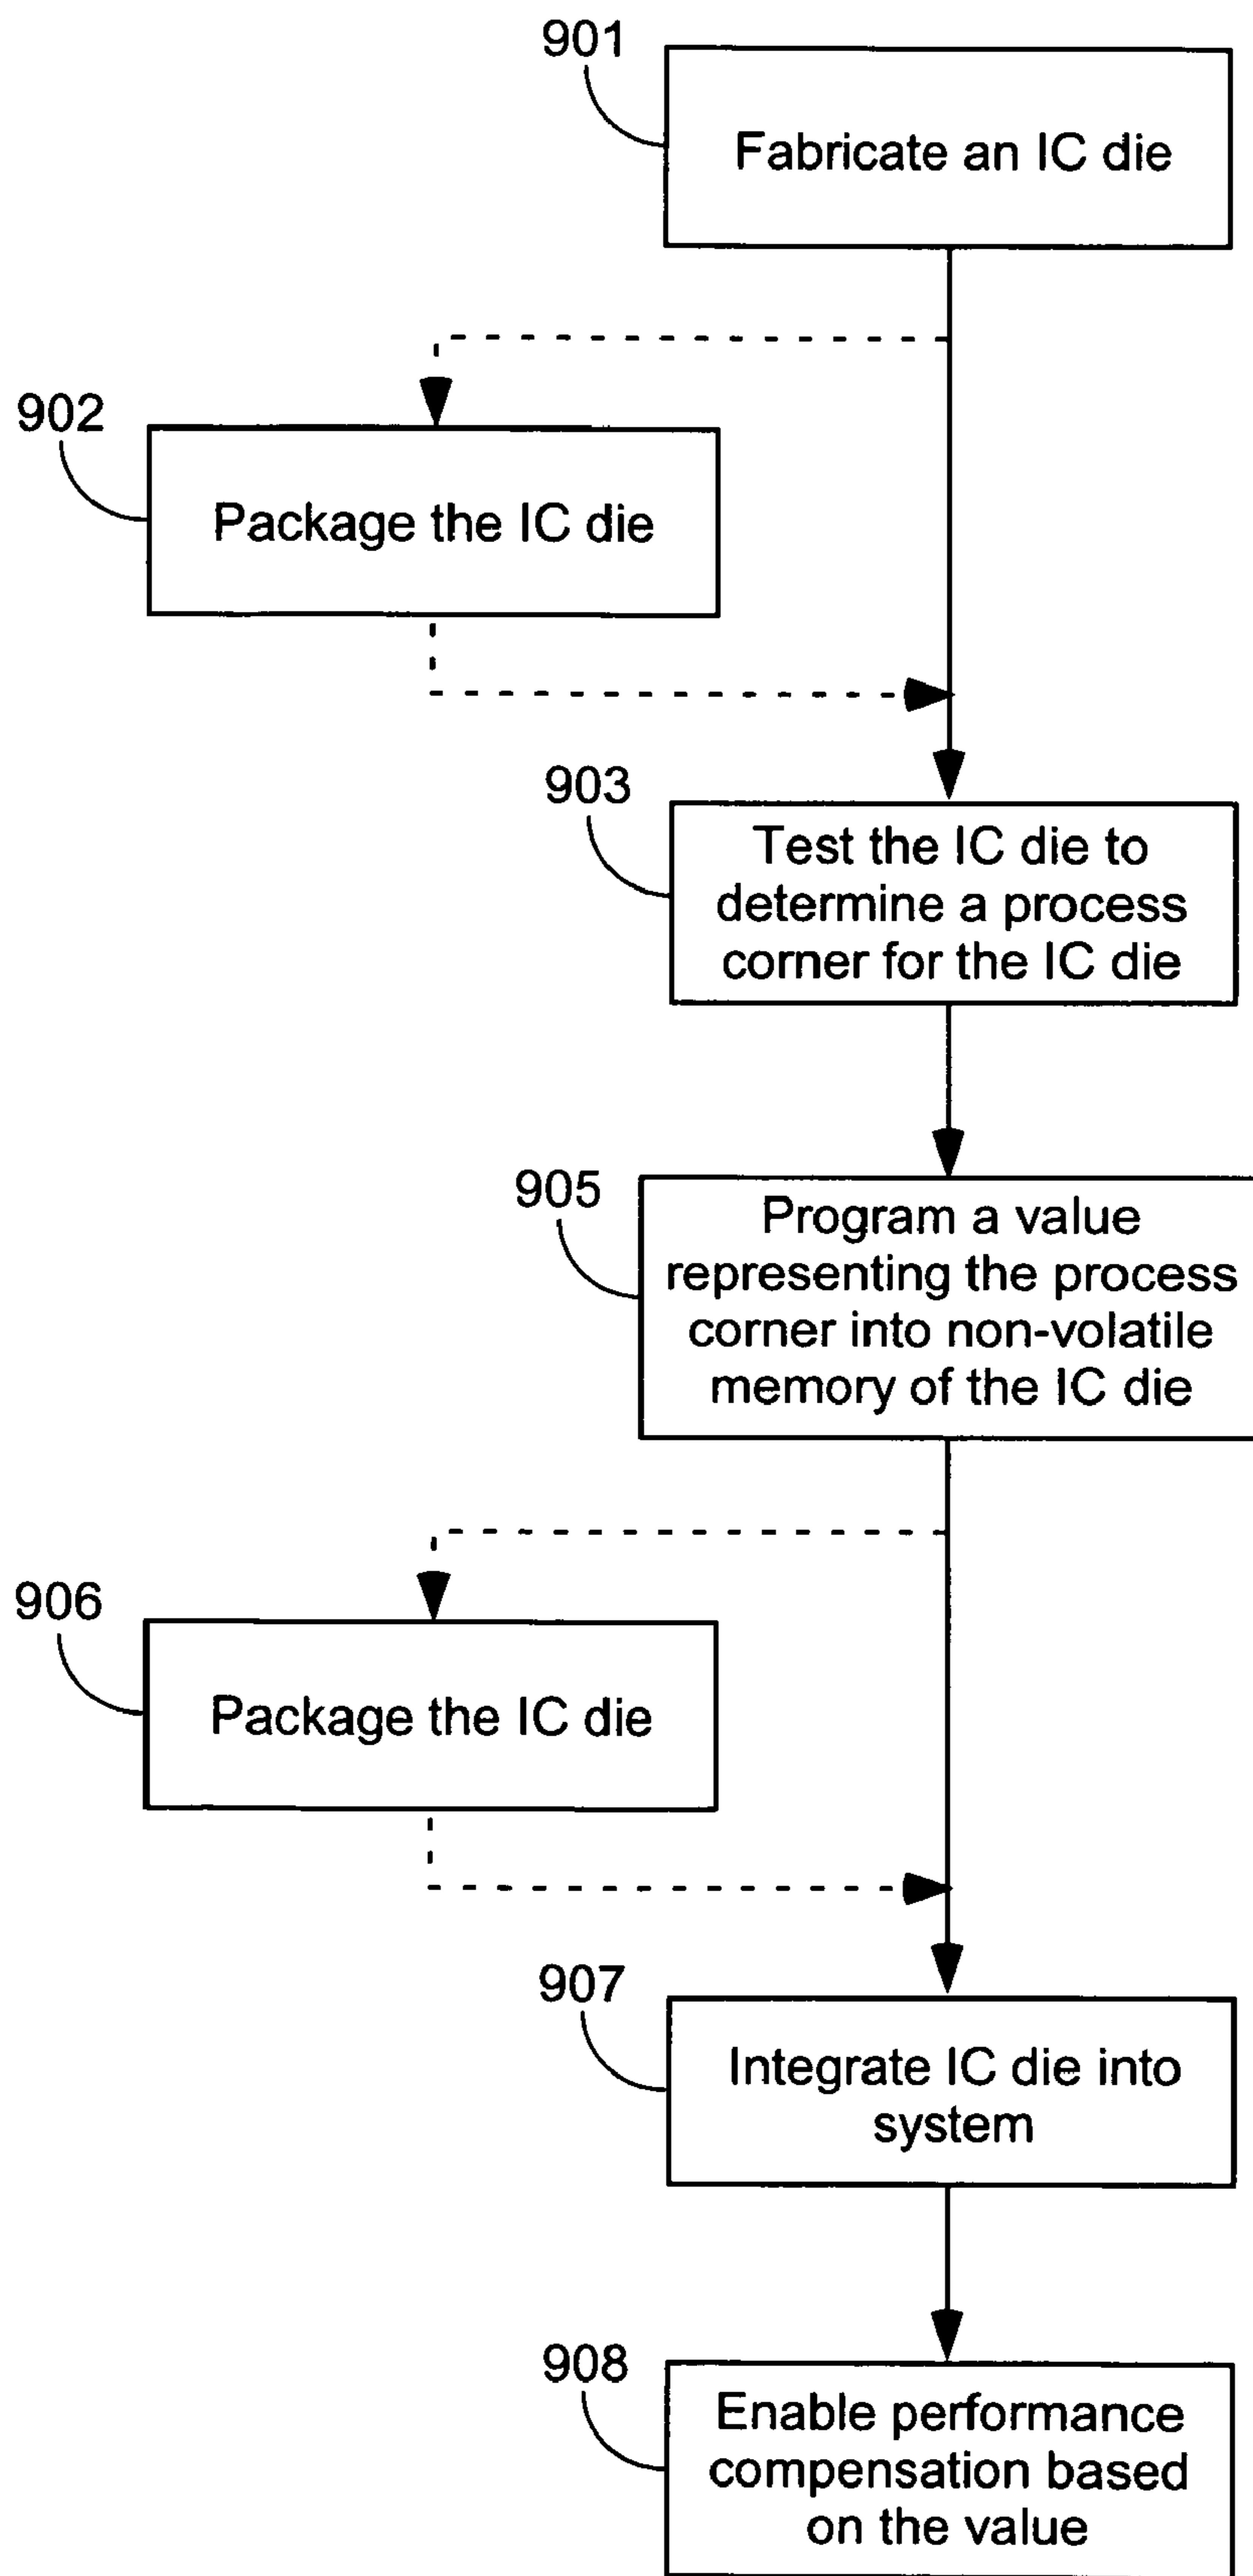 901
Fabricate an IC die
902
Package the IC die
903
Test the IC die to
determine a process
corner for the IC die
905
Program a value
representing the process
corner into non-volatile
memory of the IC die
906
Package the IC die
907
Integrate IC die into
system
908
Enable performance
compensation based
on the value